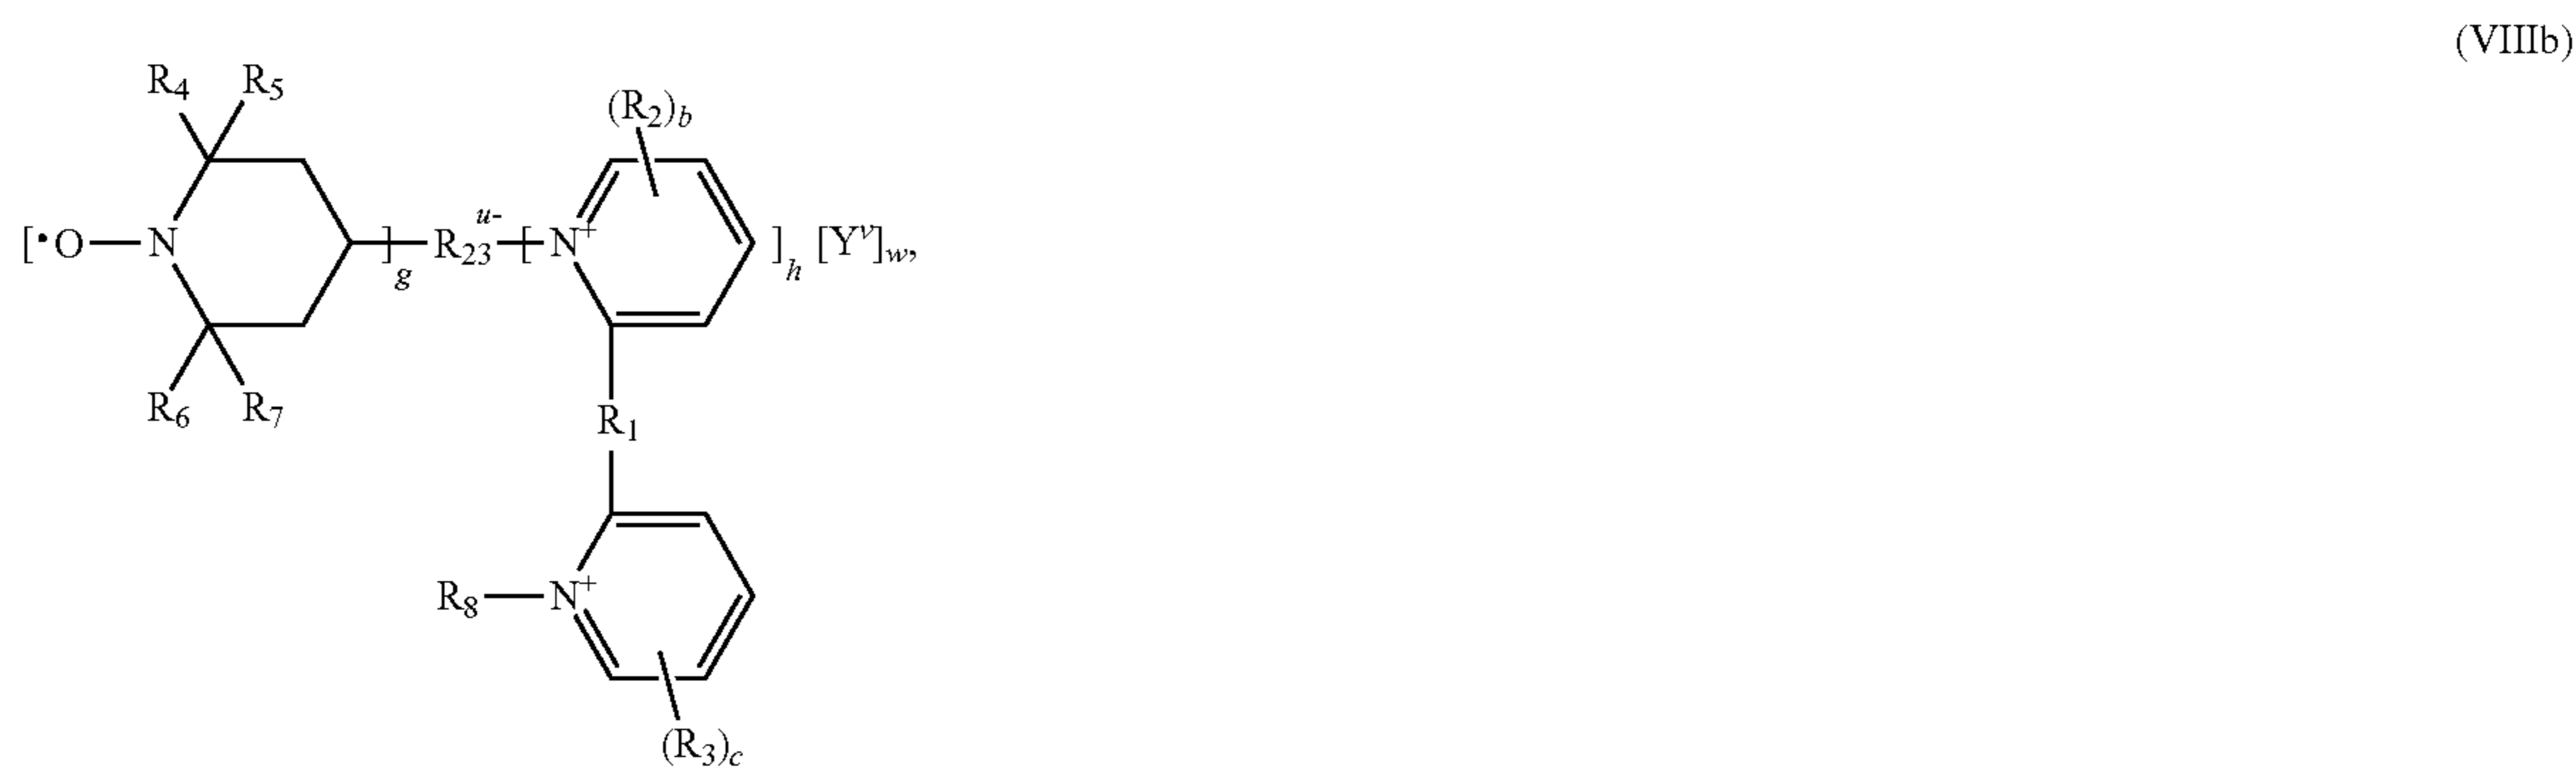 (VIIIb)
R4 R5
(R2)b
[•O—N ]g R23 u- [ N+ ]h [Yv]w,
R6 R7
R1
R8—N+
(R3)c